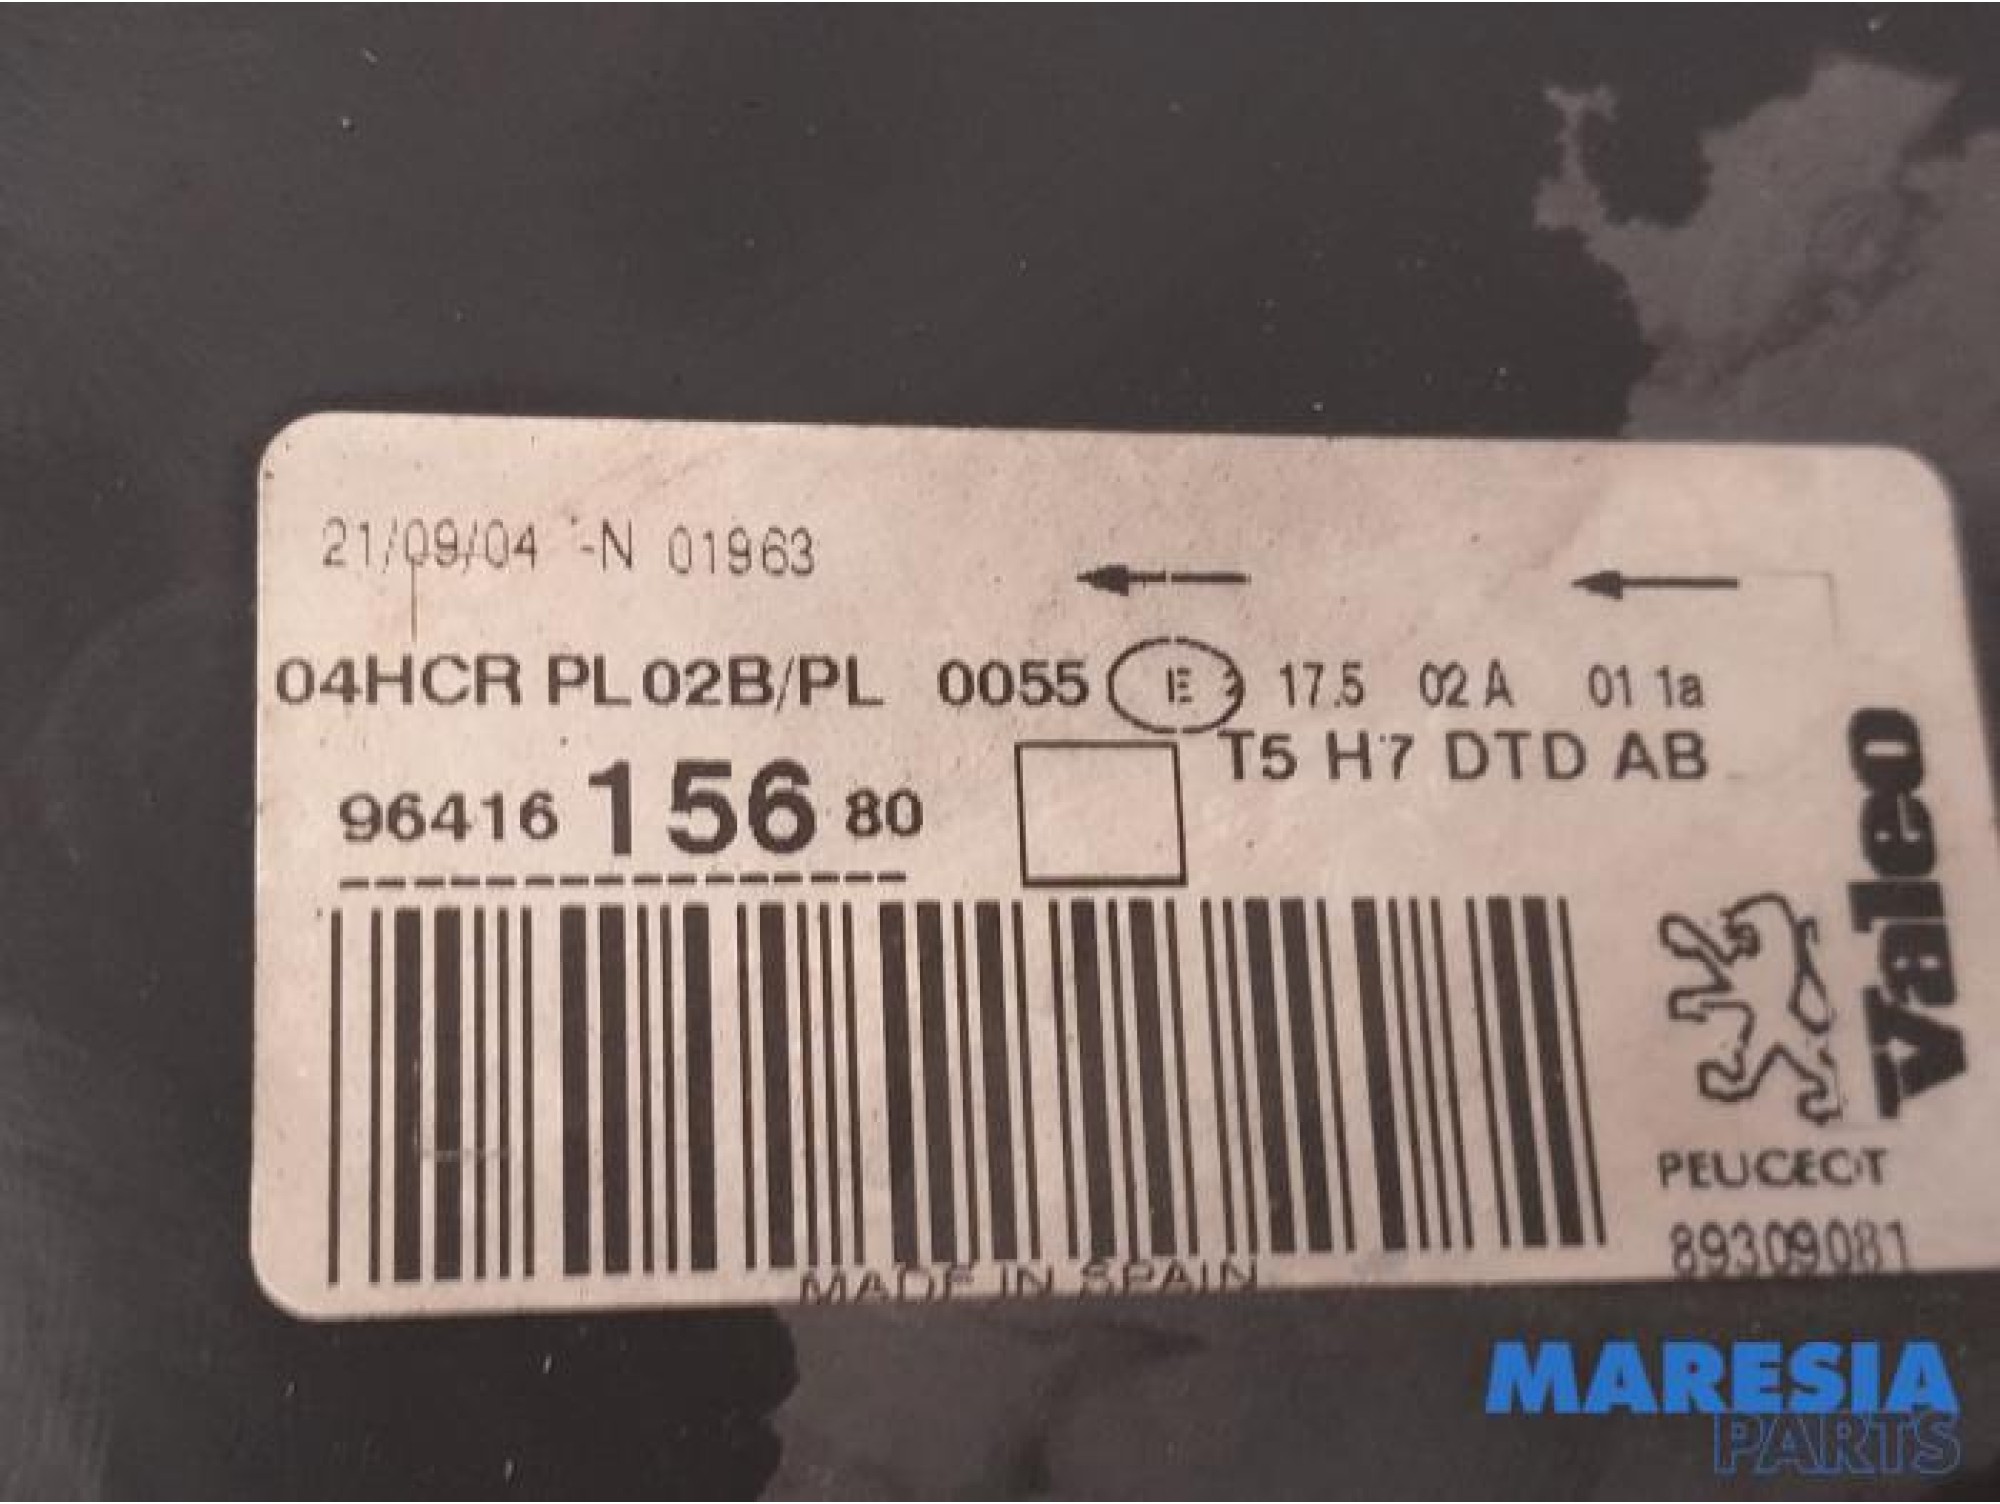 21/09/04 -N 01963
04HCR PL 02B/PL 0055 E2 17.5 02A 01 1a
T5 H7 DTD AB
96416 156 80
Valeo
PEUGEOT
89309081
MADE IN SPAIN
MARESIA
PARTS